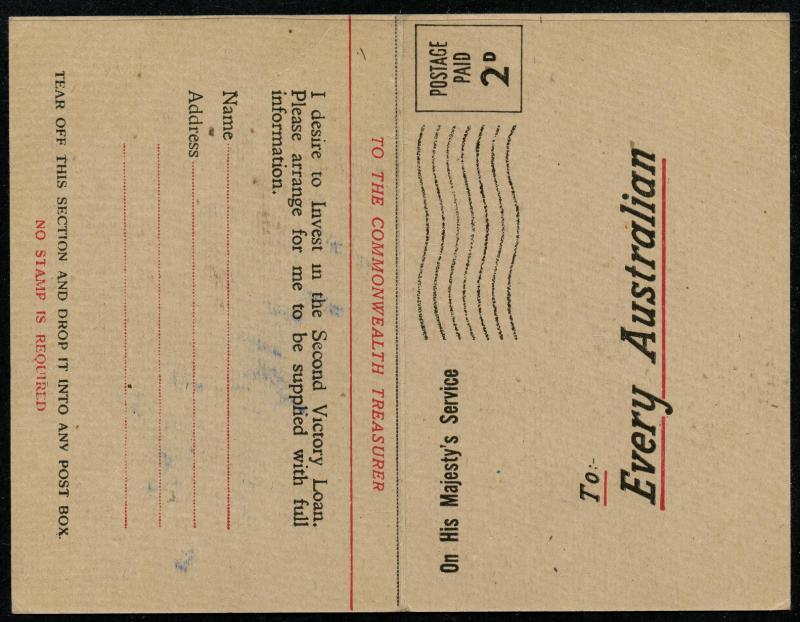 POSTAGE
PAID
2D
On His Majesty's Service
To:-
Every Australian
TO THE COMMONWEALTH TREASURER
I desire to Invest in the Second Victory Loan.
Please arrange for me to be supplied with full
information.
Name
Address
TEAR OFF THIS SECTION AND DROP IT INTO ANY POST BOX.
NO STAMP IS REQUIRED